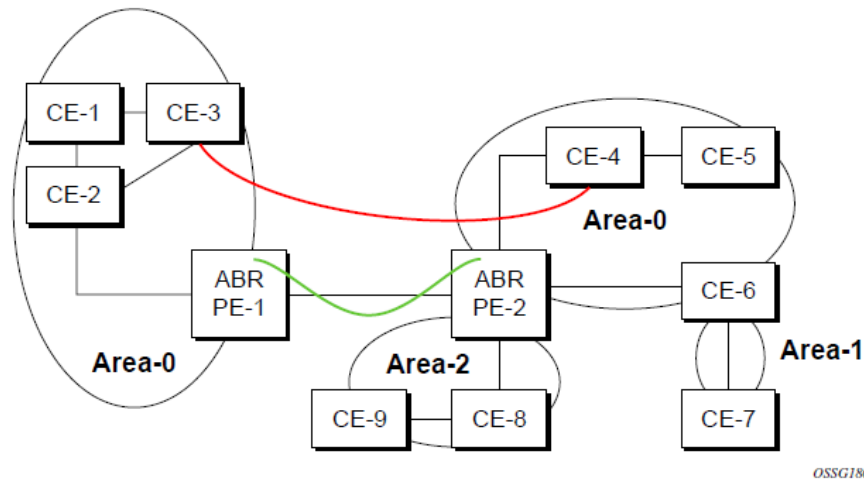 CE-1
CE-3
CE-2
CE-4
CE-5
Area-0
ABR
PE-1
ABR
PE-2
CE-6
Area-0
Area-2
Area-1
CE-9
CE-8
CE-7